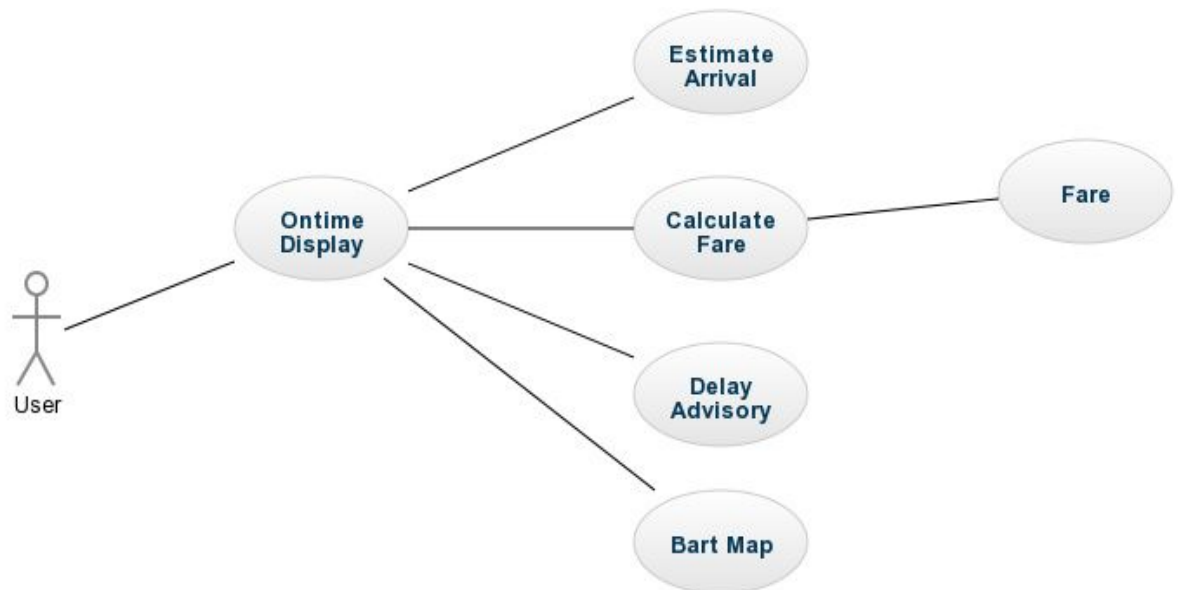 Estimate
Arrival
Ontime
Display
Calculate
Fare
Fare
User
Delay
Advisory
Bart Map